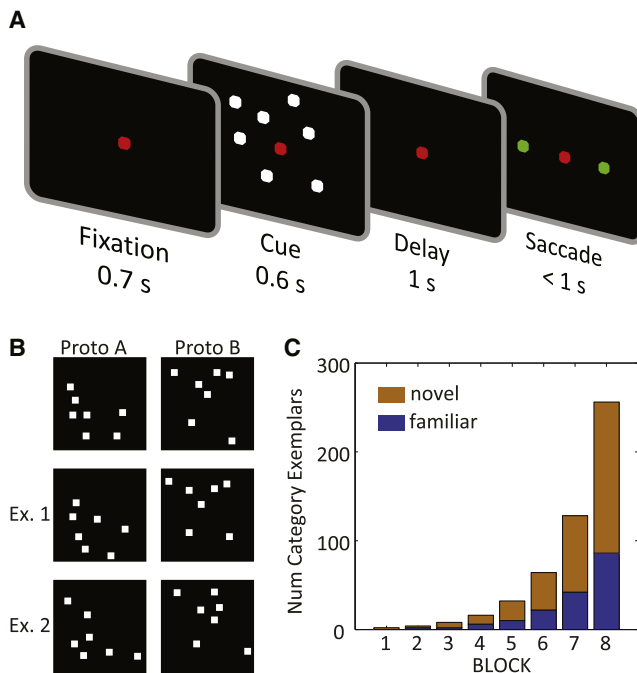 A
Fixation
0.7 s
Cue
0.6 s
Delay
1 s
Saccade
< 1 s
B
Proto A
Proto B
Ex. 1
Ex. 2
C
Num Category Exemplars
300
200
100
0
novel
familiar
1 2 3 4 5 6 7 8
BLOCK